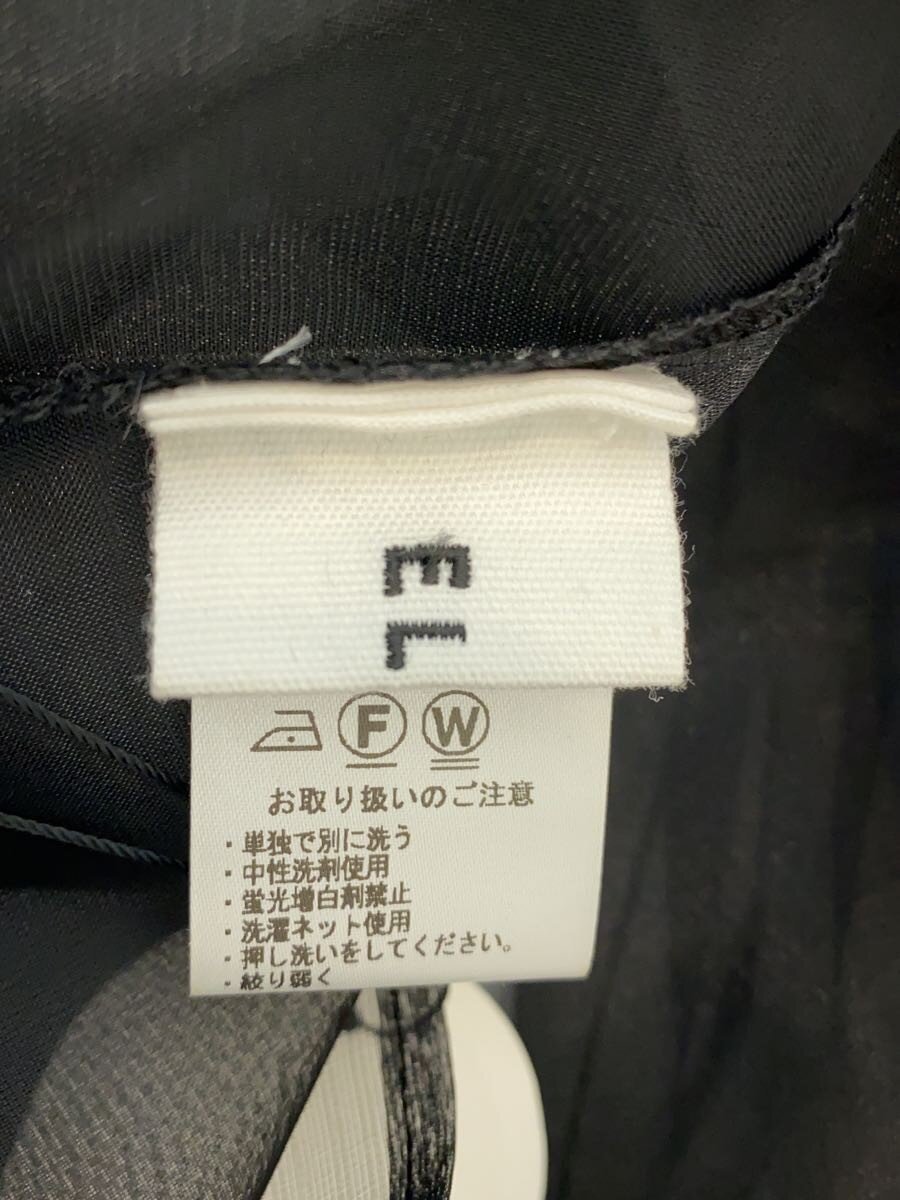 EL
F W
お取り扱いのご注意
・単独で別に洗う
・中性洗剤使用
・蛍光増白剤禁止
・洗濯ネット使用
・押し洗いをしてください。
・絞り弱く